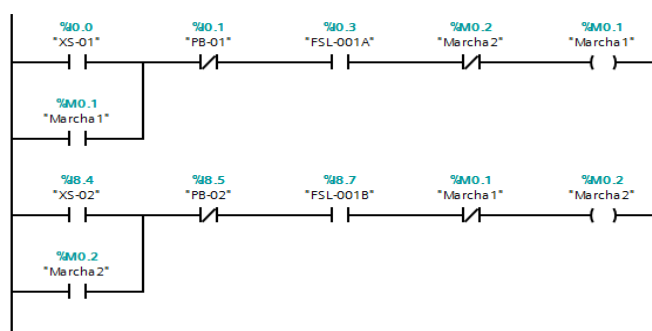 %I0.0 %I0.1 %I0.3 %M0.2 %M0.1
"XS-01" "PB-01" "FSL-001A" "Marcha2" "Marcha1"
%M0.1
"Marcha1"
%I8.4 %I8.5 %I8.7 %M0.1 %M0.2
"XS-02" "PB-02" "FSL-001B" "Marcha1" "Marcha2"
%M0.2
"Marcha2"